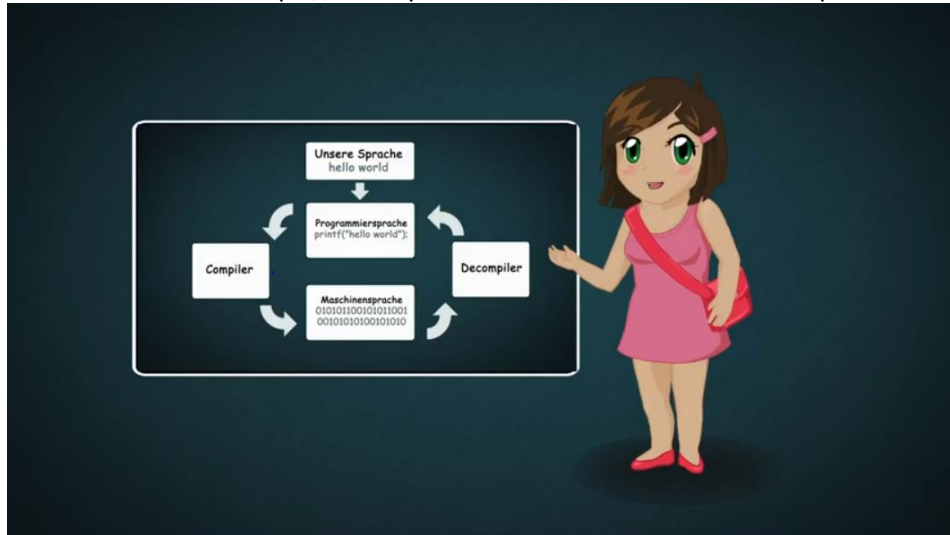 Unsere Sprache
hello world
Programmiersprache
printf("hello world");
Compiler
Decompiler
Maschinensprache
010101100101011001
00101010100101010